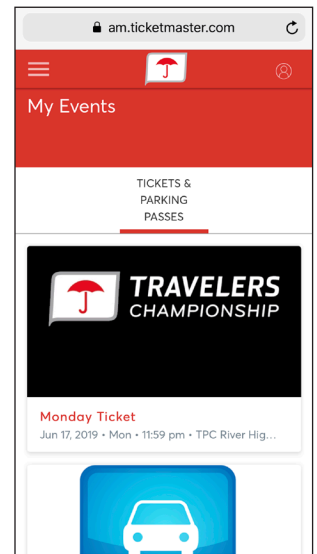 am.ticketmaster.com
My Events
TICKETS &
PARKING
PASSES
TRAVELERS
CHAMPIONSHIP
Monday Ticket
Jun 17, 2019 • Mon • 11:59 pm • TPC River Hig...